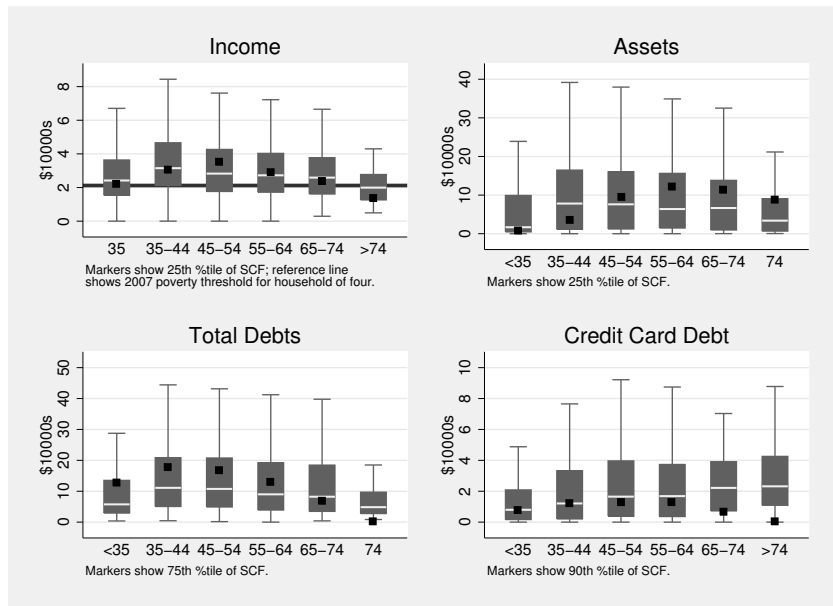 Income
$10000s
8
6
4
2
0
35 35−44 45−54 55−64 65−74 >74
Markers show 25th %tile of SCF; reference line
shows 2007 poverty threshold for household of four.
Assets
$10000s
40
30
20
10
0
<35 35−44 45−54 55−64 65−74 74
Markers show 25th %tile of SCF.
Total Debts
$10000s
50
40
30
20
10
0
<35 35−44 45−54 55−64 65−74 74
Markers show 75th %tile of SCF.
Credit Card Debt
$10000s
10
8
6
4
2
0
<35 35−44 45−54 55−64 65−74 >74
Markers show 90th %tile of SCF.